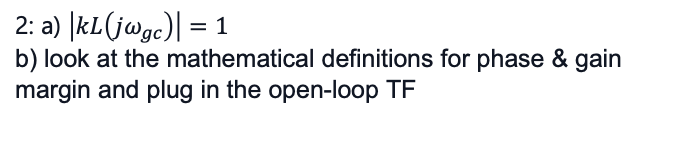 2: a) |kL(jω_gc)| = 1
b) look at the mathematical definitions for phase & gain
margin and plug in the open-loop TF